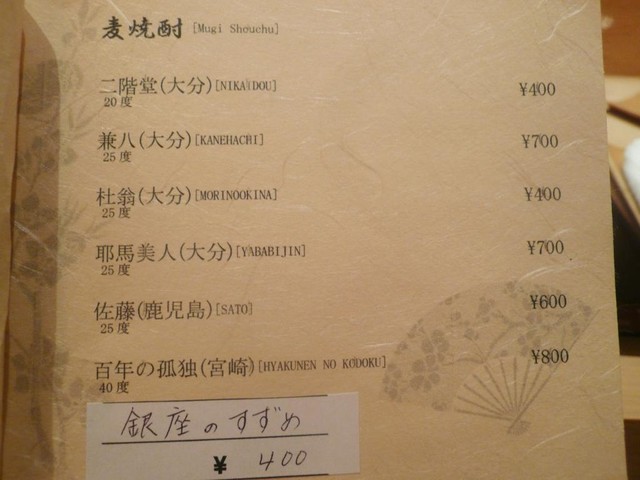 麦焼酎 [Mugi Shouchu]
二階堂(大分)[NIKAIDOU] ¥400
20度
兼八(大分)[KANEHACHI] ¥700
25度
杜翁(大分)[MORINOOKINA] ¥400
25度
耶馬美人(大分)[YABABIJIN] ¥700
25度
佐藤(鹿児島)[SATO] ¥600
25度
百年の孤独(宮崎)[HYAKUNEN NO KODOKU] ¥800
40度
銀座のすずめ
¥ 400